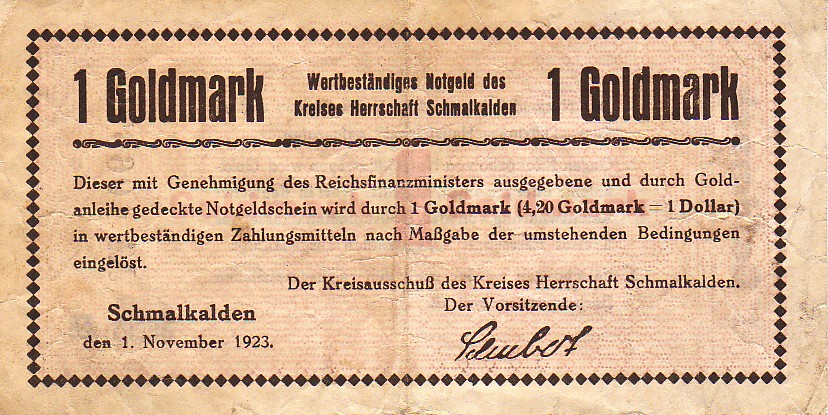 1 Goldmark
Wertbeständiges Notgeld des
Kreises Herrschaft Schmalkalden
1 Goldmark
Dieser mit Genehmigung des Reichsfinanzministers ausgegebene und durch Gold-
anleihe gedeckte Notgeldschein wird durch 1 Goldmark (4,20 Goldmark = 1 Dollar)
in wertbeständigen Zahlungsmitteln nach Maßgabe der umstehenden Bedingungen
eingelöst.
Der Kreisausschuß des Kreises Herrschaft Schmalkalden.
Der Vorsitzende:
Schmalkalden
den 1. November 1923.